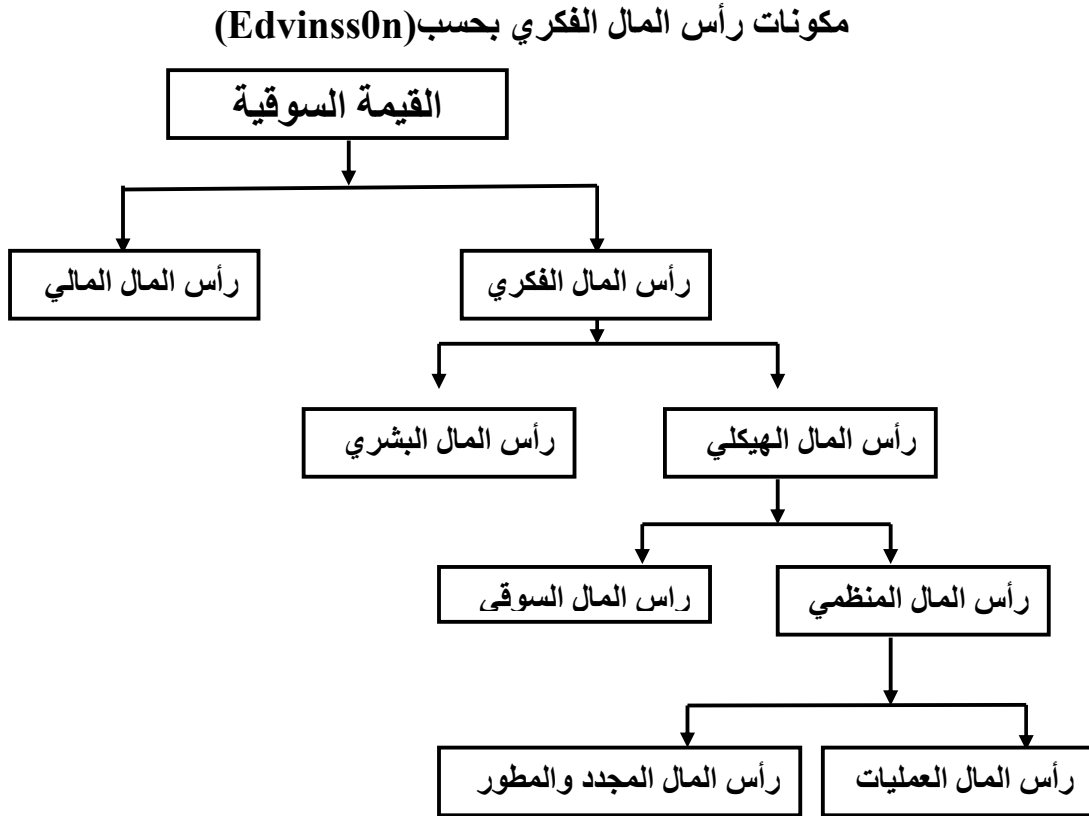 مكونات رأس المال الفكري بحسب(Edvinss0n)
القيمة السوقية
رأس المال الفكري
رأس المال المالي
رأس المال الهيكلي
رأس المال البشري
رأس المال المنظمي
راس المال السوقي
رأس المال العمليات
رأس المال المجدد والمطور